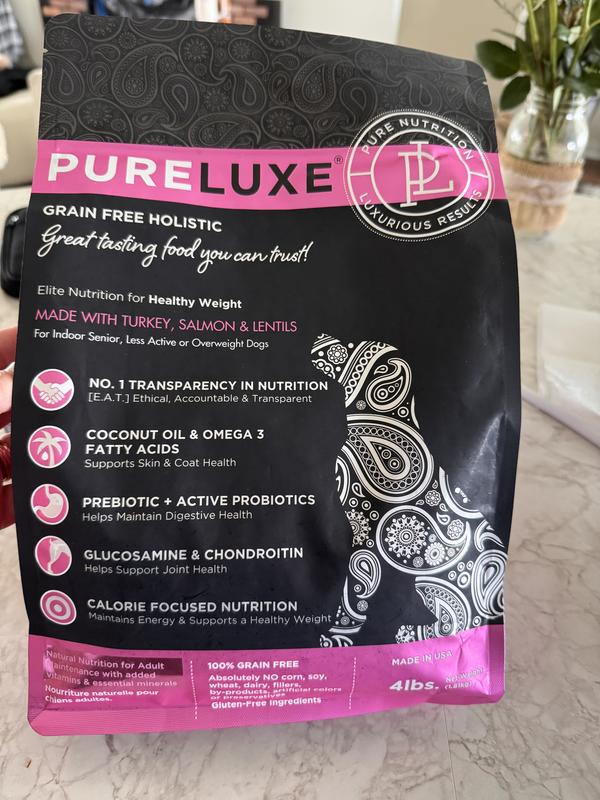 PURE NUTRITION
PL
LUXURIOUS RESULTS
PURELUXE®
GRAIN FREE HOLISTIC
Great tasting food you can trust!
Elite Nutrition for Healthy Weight
MADE WITH TURKEY, SALMON & LENTILS
For Indoor Senior, Less Active or Overweight Dogs
NO. 1 TRANSPARENCY IN NUTRITION
[E.A.T.] Ethical, Accountable & Transparent
COCONUT OIL & OMEGA 3
FATTY ACIDS
Supports Skin & Coat Health
PREBIOTIC + ACTIVE PROBIOTICS
Helps Maintain Digestive Health
GLUCOSAMINE & CHONDROITIN
Helps Support Joint Health
CALORIE FOCUSED NUTRITION
Maintains Energy & Supports a Healthy Weight
Natural Nutrition for Adult
Maintenance with added
vitamins & essential minerals
Nourriture naturelle pour
chiens adultes.
100% GRAIN FREE
Absolutely NO corn, soy,
wheat, dairy, fillers,
by-products, artificial colors
or preservatives
Gluten-Free Ingredients
MADE IN USA
4lbs. Net Weight
(1.81kg)